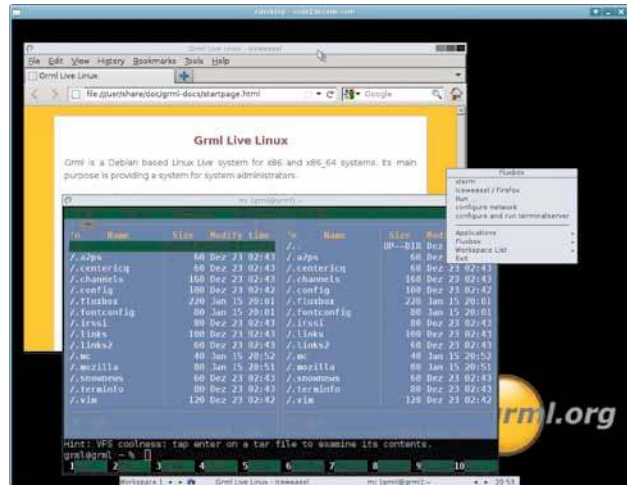 Grml Live Linux - Iceweasel
File Edit View History Bookmarks Tools Help
Grml Live Linux
file:///usr/share/doc/grml-docs/startpage.html
Google
Grml Live Linux
Grml is a Debian based Linux Live system for x86 and x86_64 systems. Its main
purpose is providing a system for system administrators.
mc [grml@grml]:~
'n Name Size Modify time 'n Name Size
/.. UP--DIR Dez
/.a2ps 60 Dez 23 02:43 /.a2ps 60 Dez
/.centericq 60 Dez 23 02:43 /.centericq 60 Dez 23 02:43
/.channels 160 Dez 23 02:43 /.channels 160 Dez 23 02:43
/.config 100 Dez 23 02:42 /.config 100 Dez 23 02:42
/.fluxbox 220 Jan 15 20:01 /.fluxbox 220 Jan 15 20:01
/.fontconfig 80 Jan 15 20:01 /.fontconfig 80 Jan 15 20:01
/.irssi 80 Dez 23 02:43 /.irssi 80 Dez 23 02:43
/.links 100 Dez 23 02:43 /.links 100 Dez 23 02:43
/.links2 60 Dez 23 02:43 /.links2 60 Dez 23 02:43
/.mc 40 Jan 15 20:52 /.mc 40 Jan 15 20:52
/.mozilla 80 Jan 15 20:51 /.mozilla 80 Jan 15 20:51
/.snownews 60 Dez 23 02:43 /.snownews 60 Dez 23 02:43
/.terminfo 80 Dez 23 02:43 /.terminfo 80 Dez 23 02:43
/.vim 120 Dez 23 02:42 /.vim 120 Dez 23 02:42
Hint: VFS coolness: tap enter on a tar file to examine its contents.
grml@grml ~ %
1 2 3 4 5 6 7 8 9 10
Fluxbox
xterm
iceweasel / firefox
Run
configure network
configure and run terminalserver
Applications
Fluxbox
Workspace List
Exit
grml.org
Workspace 1 Grml Live Linux - Iceweasel mc [grml@grml]:~ 20:53